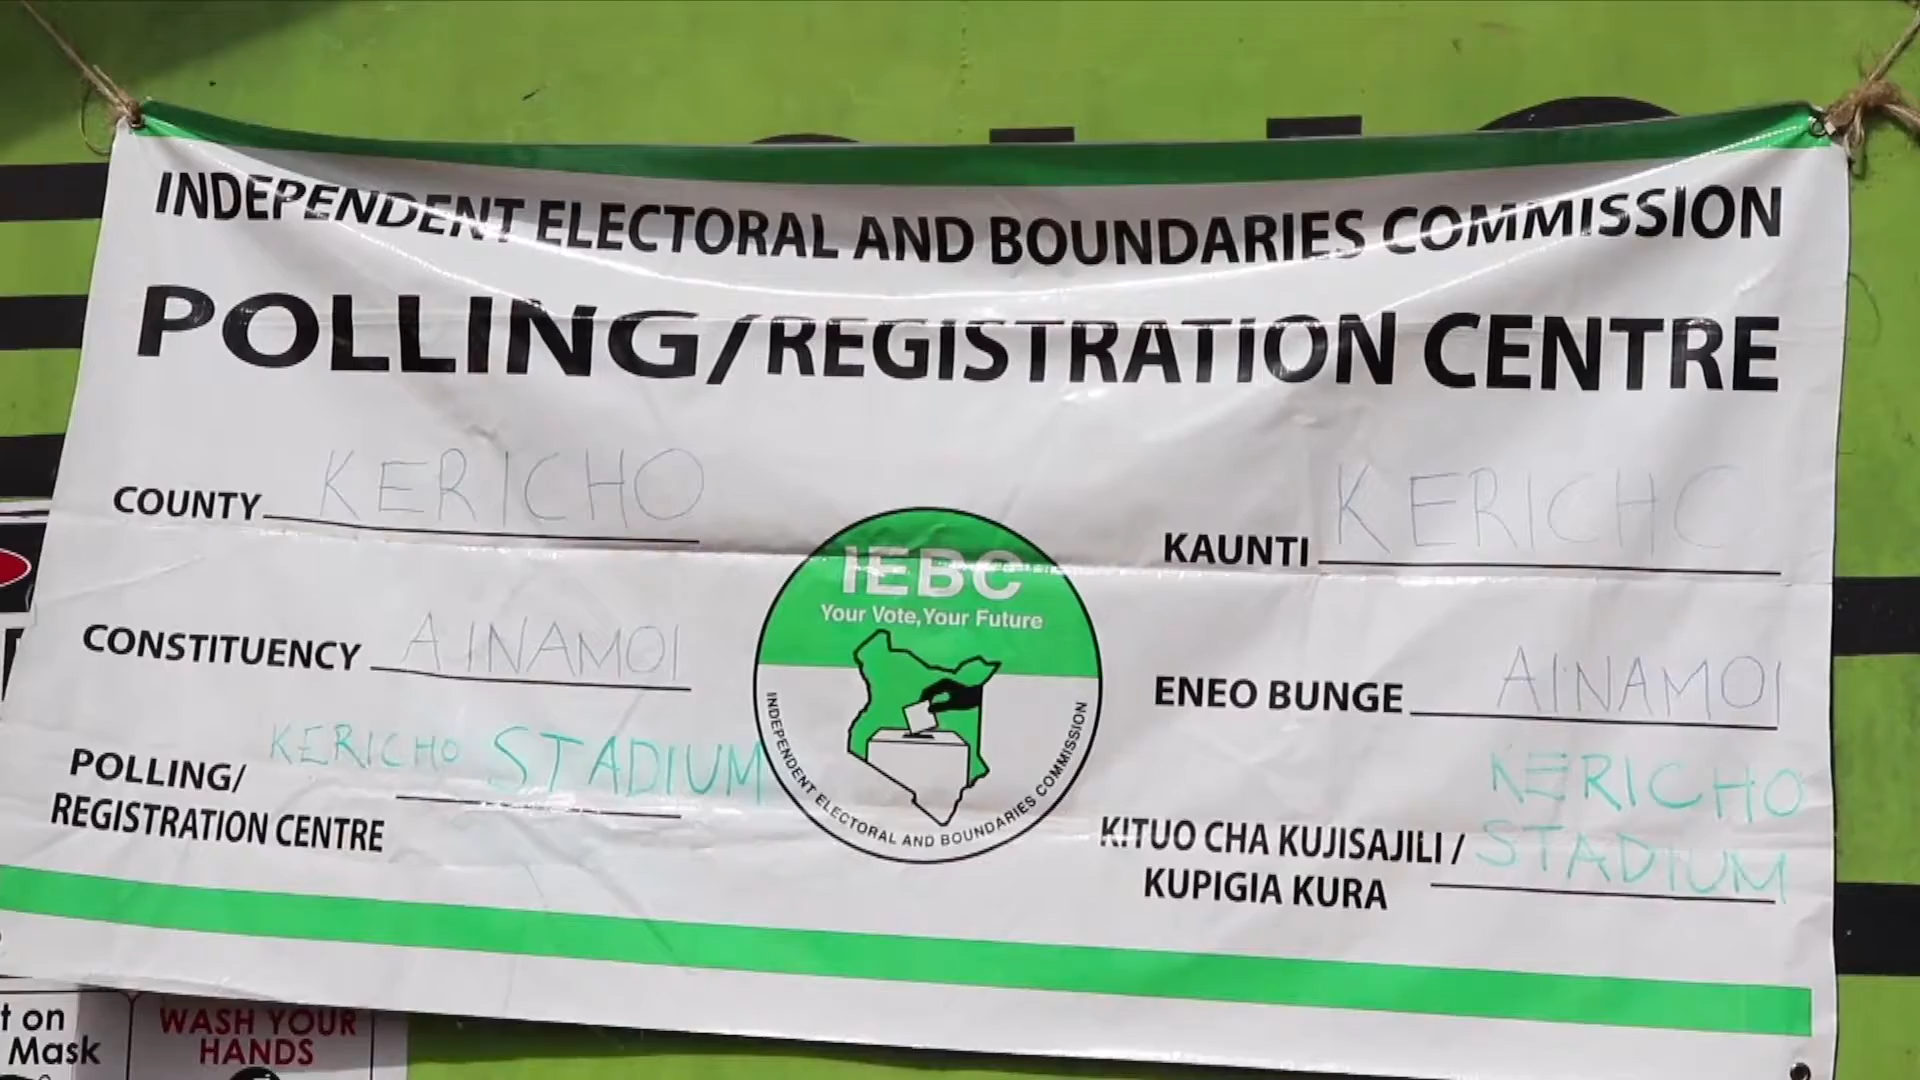 INDEPENDENT ELECTORAL AND BOUNDARIES COMMISSION
POLLING/REGISTRATION CENTRE
COUNTY KERICHO
CONSTITUENCY AINAMOI
POLLING/ KERICHO STADIUM
REGISTRATION CENTRE
IEBC
Your Vote, Your Future
INDEPENDENT ELECTORAL AND BOUNDARIES COMMISSION
KAUNTI KERICHO
ENEO BUNGE AINAMOI
KERICHO
KITUO CHA KUJISAJILI / STADIUM
KUPIGIA KURA
t on
Mask
WASH YOUR
HANDS